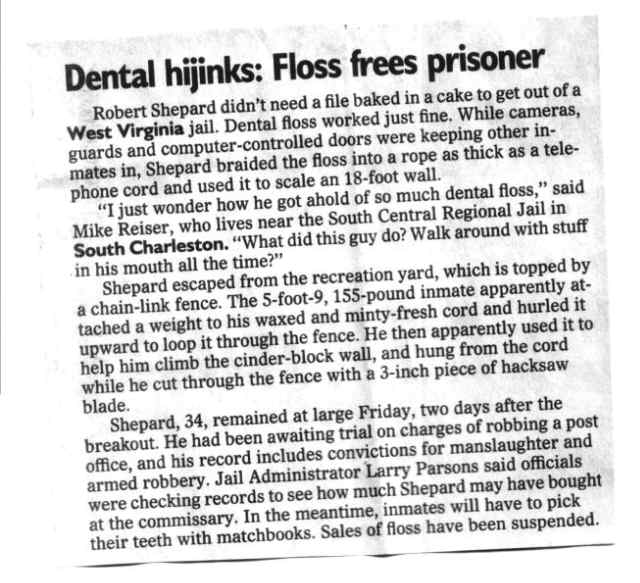 Dental hijinks: Floss frees prisoner
Robert Shepard didn't need a file baked in a cake to get out of a
West Virginia jail. Dental floss worked just fine. While cameras,
guards and computer-controlled doors were keeping other in-
mates in, Shepard braided the floss into a rope as thick as a tele-
phone cord and used it to scale an 18-foot wall.
"I just wonder how he got ahold of so much dental floss," said
Mike Reiser, who lives near the South Central Regional Jail in
South Charleston. "What did this guy do? Walk around with stuff
in his mouth all the time?"
Shepard escaped from the recreation yard, which is topped by
a chain-link fence. The 5-foot-9, 155-pound inmate apparently at-
tached a weight to his waxed and minty-fresh cord and hurled it
upward to loop it through the fence. He then apparently used it to
help him climb the cinder-block wall, and hung from the cord
while he cut through the fence with a 3-inch piece of hacksaw
blade.
Shepard, 34, remained at large Friday, two days after the
breakout. He had been awaiting trial on charges of robbing a post
office, and his record includes convictions for manslaughter and
armed robbery. Jail Administrator Larry Parsons said officials
were checking records to see how much Shepard may have bought
at the commissary. In the meantime, inmates will have to pick
their teeth with matchbooks. Sales of floss have been suspended.